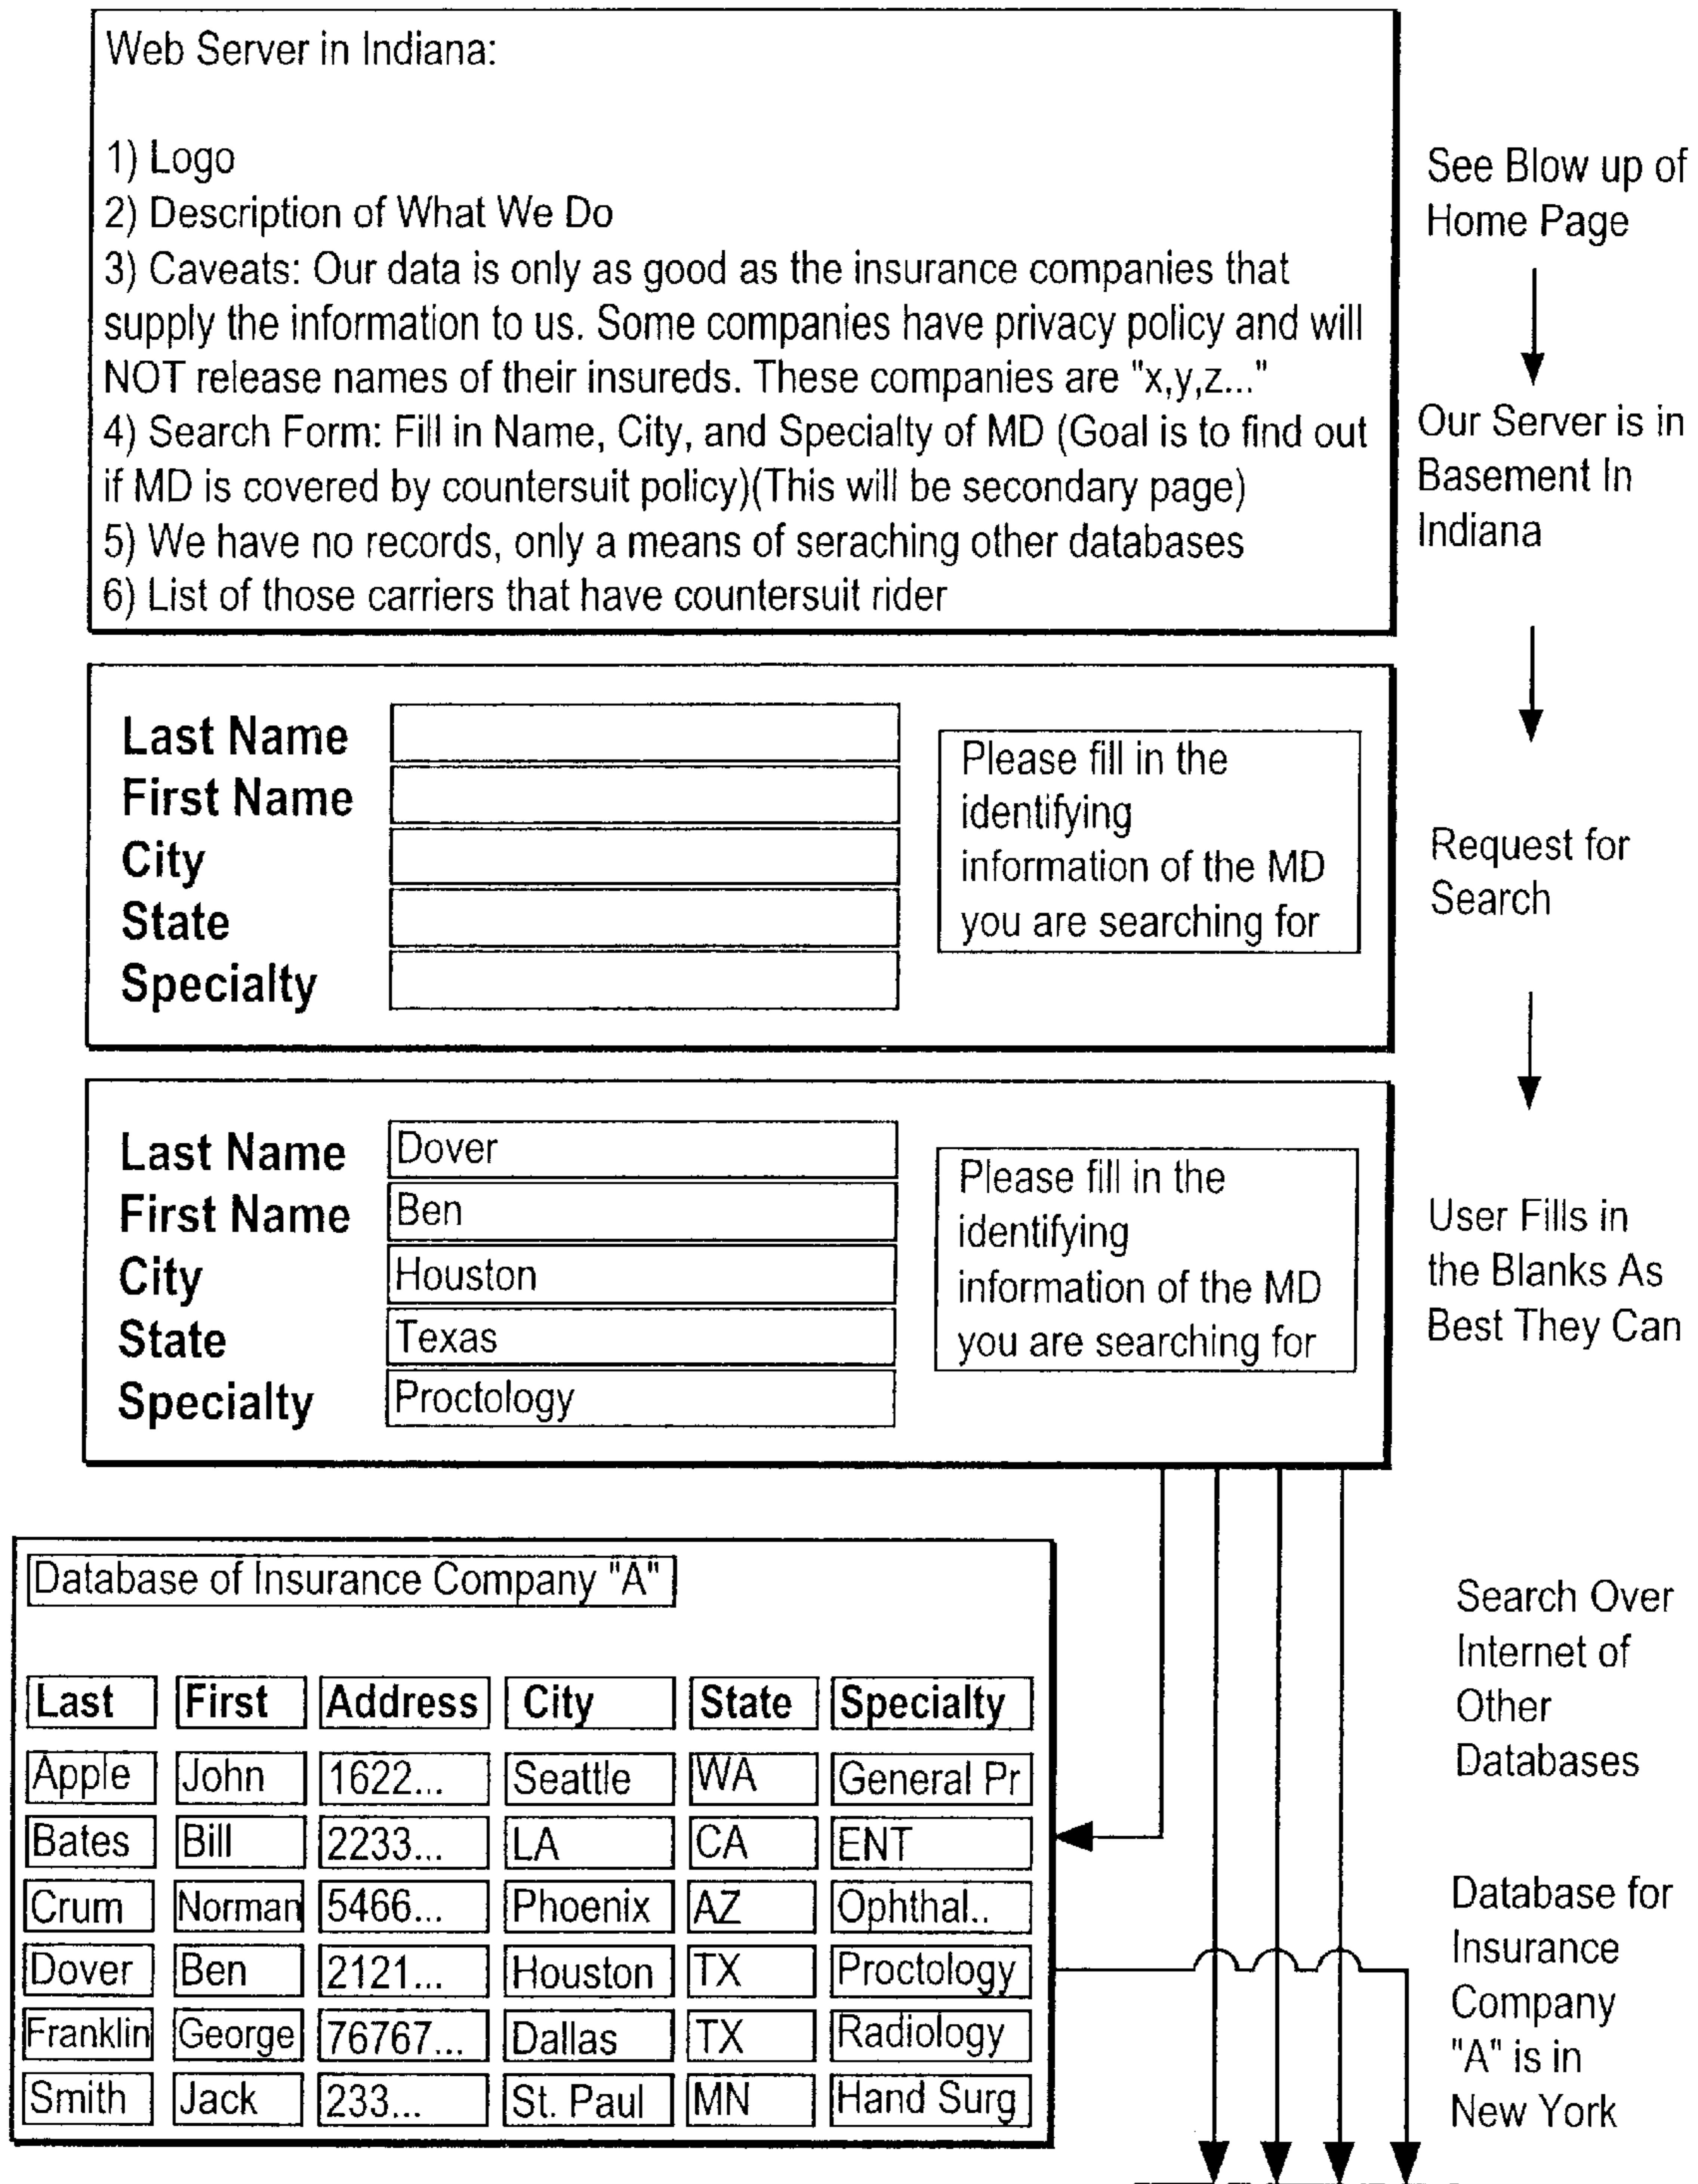 Web Server in Indiana:
1) Logo
2) Description of What We Do
3) Caveats: Our data is only as good as the insurance companies that
supply the information to us. Some companies have privacy policy and will
NOT release names of their insureds. These companies are "x,y,z..."
4) Search Form: Fill in Name, City, and Specialty of MD (Goal is to find out
if MD is covered by countersuit policy)(This will be secondary page)
5) We have no records, only a means of seraching other databases
6) List of those carriers that have countersuit rider
See Blow up of
Home Page
Our Server is in
Basement In
Indiana
Last Name
First Name
City
State
Specialty
Please fill in the
identifying
information of the MD
you are searching for
Request for
Search
Last Name Dover
First Name Ben
City Houston
State Texas
Specialty Proctology
Please fill in the
identifying
information of the MD
you are searching for
User Fills in
the Blanks As
Best They Can
Database of Insurance Company "A"
Last First Address City State Specialty
Apple John 1622... Seattle WA General Pr
Bates Bill 2233... LA CA ENT
Crum Norman 5466... Phoenix AZ Ophthal..
Dover Ben 2121... Houston TX Proctology
Franklin George 76767... Dallas TX Radiology
Smith Jack 233... St. Paul MN Hand Surg
Search Over
Internet of
Other
Databases
Database for
Insurance
Company
"A" is in
New York